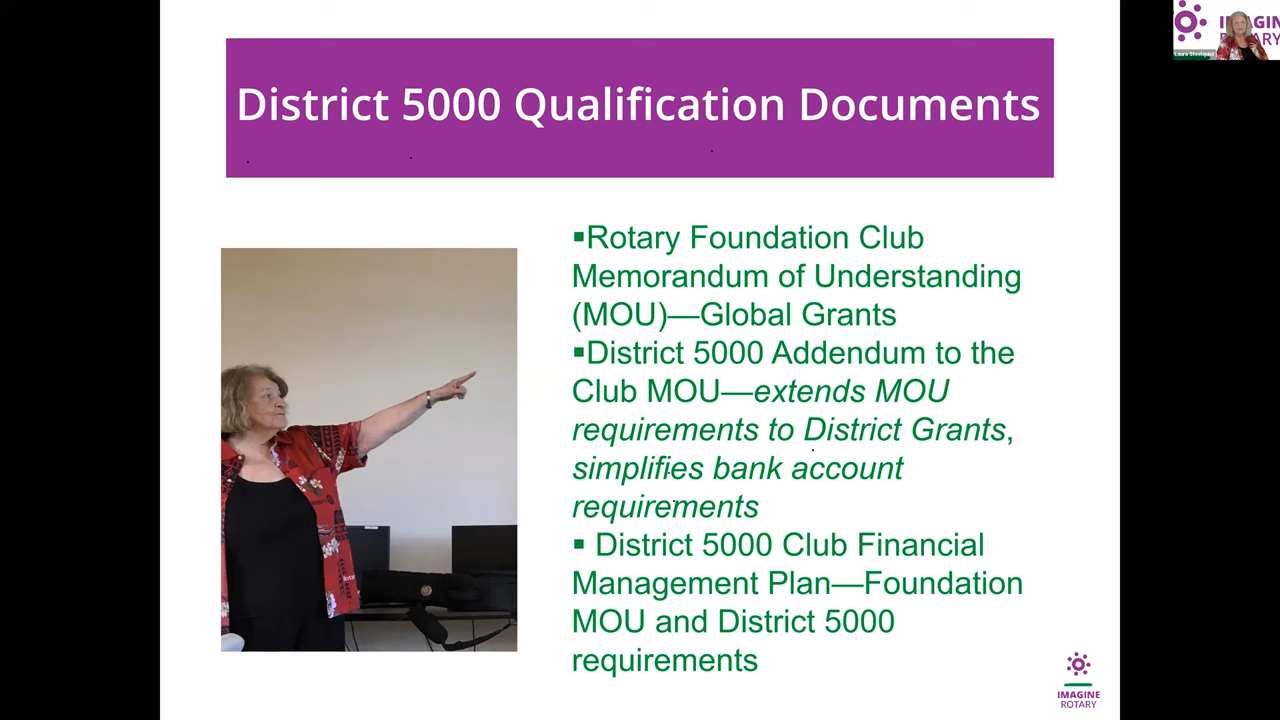 District 5000 Qualification Documents
▪Rotary Foundation Club
Memorandum of Understanding
(MOU)—Global Grants
▪District 5000 Addendum to the
Club MOU—extends MOU
requirements to District Grants,
simplifies bank account
requirements
▪ District 5000 Club Financial
Management Plan—Foundation
MOU and District 5000
requirements
IMAGINE
ROTARY
Laura Steelquist